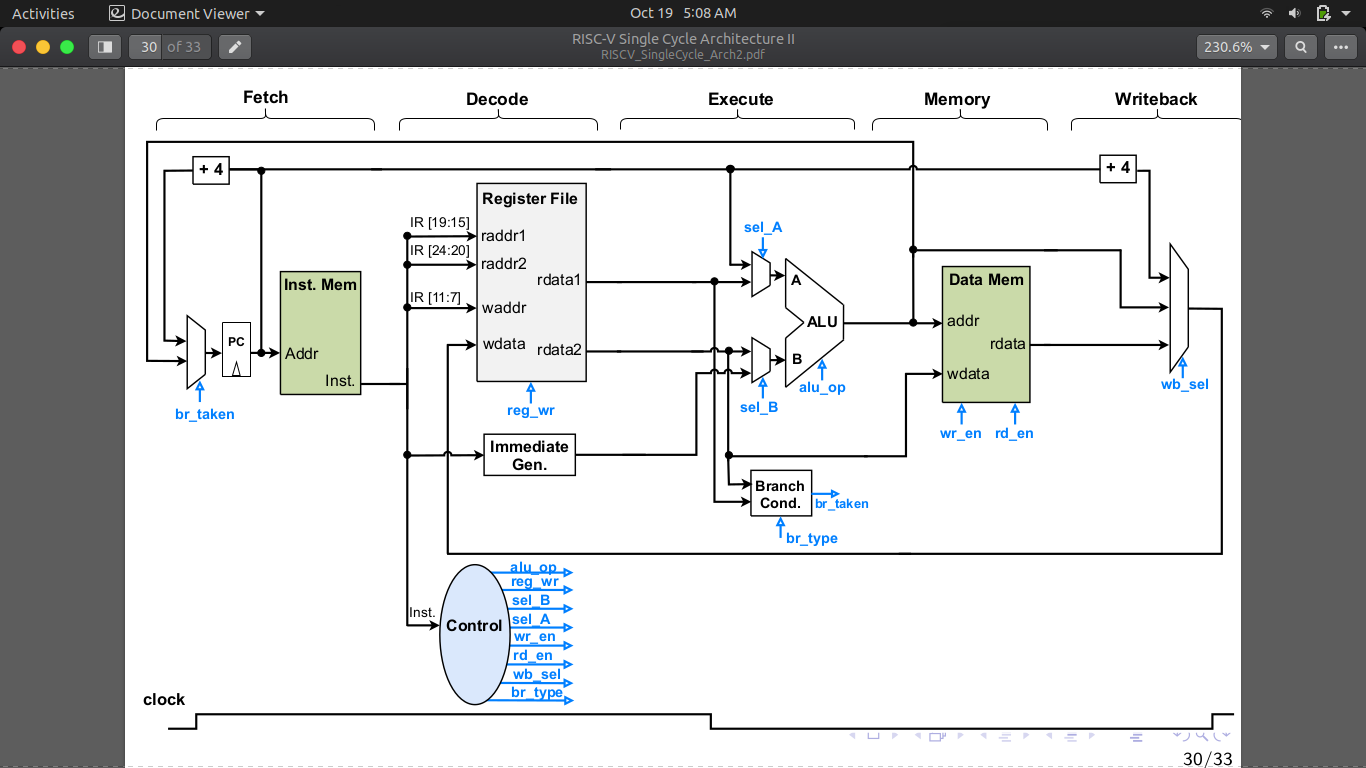 Activities
Document Viewer
Oct 19 5:08 AM
30 of 33
RISC-V Single Cycle Architecture II
RISCV_SingleCycle_Arch2.pdf
230.6%
Fetch
Decode
Execute
Memory
Writeback
+ 4
+ 4
Register File
IR [19:15]
raddr1
IR [24:20]
raddr2
rdata1
IR [11:7]
waddr
wdata
rdata2
reg_wr
Inst. Mem
Addr
Inst.
PC
br_taken
sel_A
A
ALU
B
sel_B
alu_op
Data Mem
addr
rdata
wdata
wr_en
rd_en
wb_sel
Immediate
Gen.
Branch
Cond.
br_taken
br_type
Inst.
Control
alu_op
reg_wr
sel_B
sel_A
wr_en
rd_en
wb_sel
br_type
clock
30/33